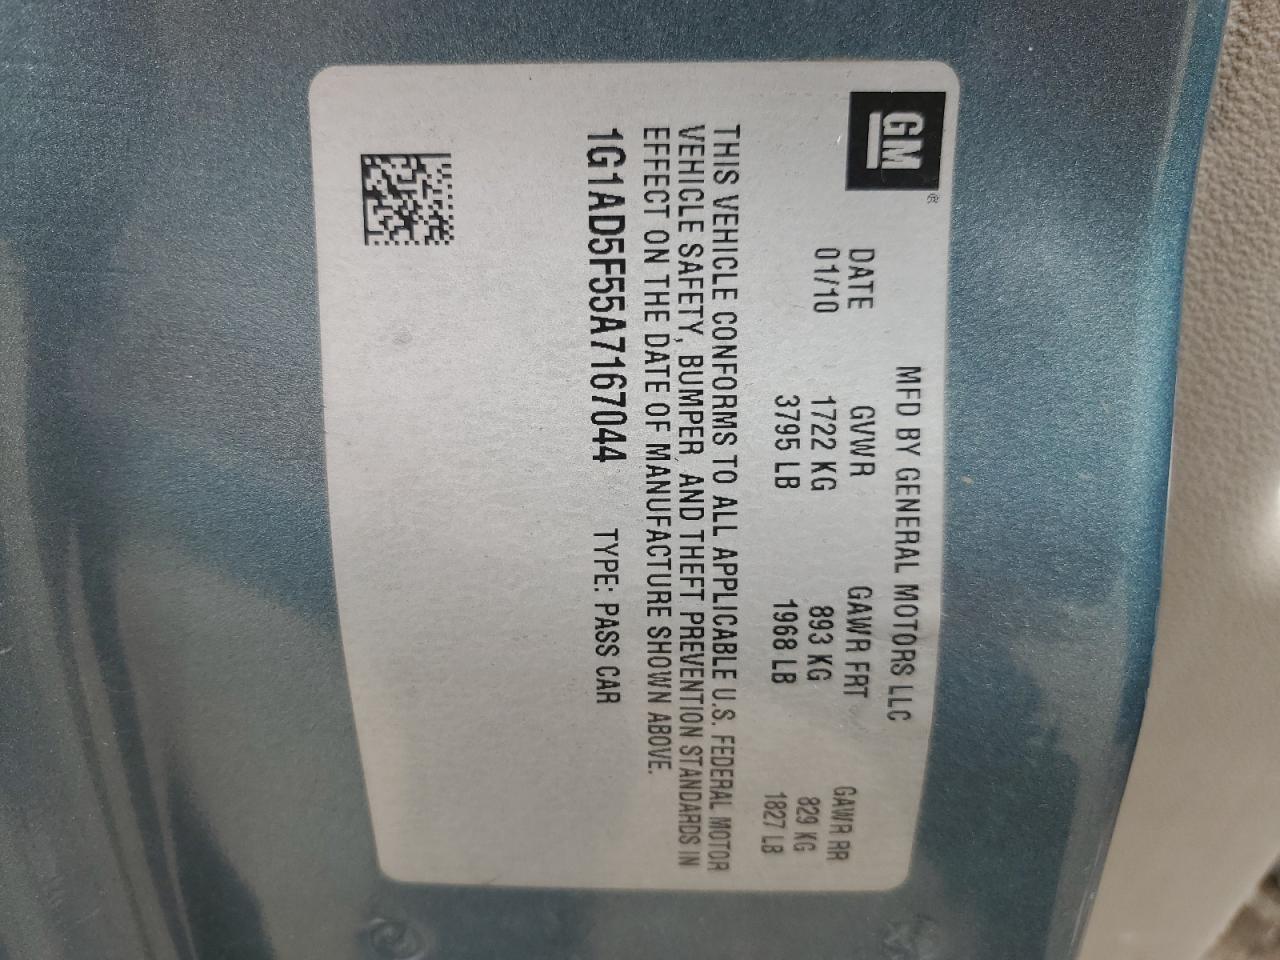 GM®
MFD BY GENERAL MOTORS LLC
DATE GVWR GAWR FRT GAWR RR
01/10 1722 KG 893 KG 829 KG
3795 LB 1968 LB 1827 LB
THIS VEHICLE CONFORMS TO ALL APPLICABLE U.S. FEDERAL MOTOR
VEHICLE SAFETY, BUMPER, AND THEFT PREVENTION STANDARDS IN
EFFECT ON THE DATE OF MANUFACTURE SHOWN ABOVE.
1G1AD5F55A7167044 TYPE: PASS CAR